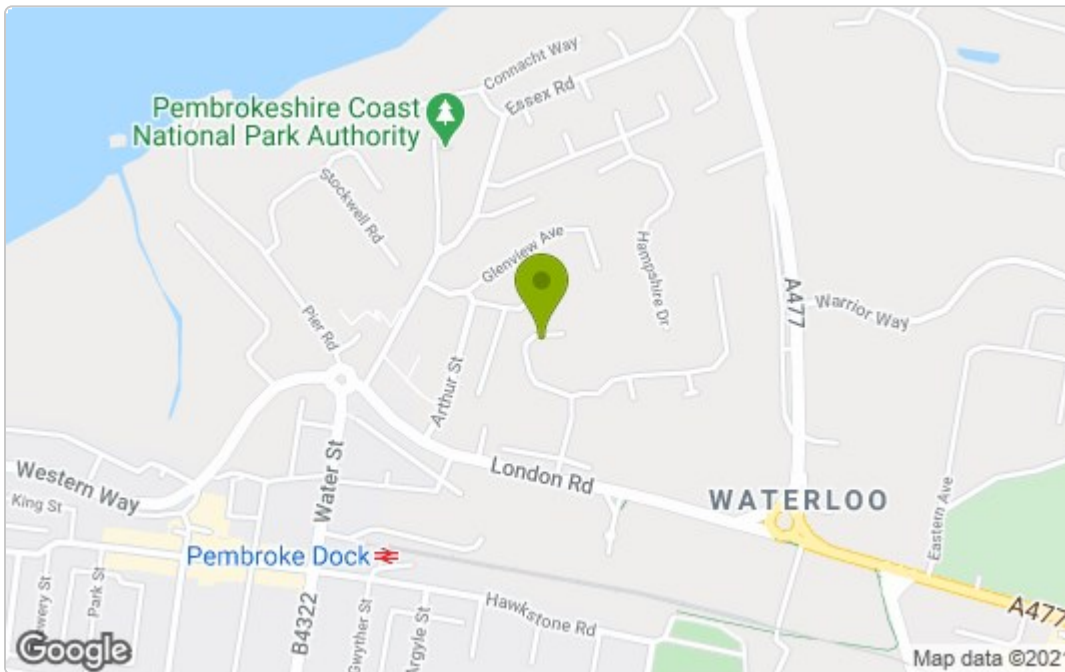 Connacht Way
Essex Rd
Pembrokeshire Coast
National Park Authority
Stockwell Rd
Glenview Ave
Hampshire Dr
A477
Warrior Way
Pier Rd
Arthur St
Water St
London Rd
WATERLOO
Western Way
King St
Eastern Ave
Pembroke Dock
Park St
B4322
Gwyther St
Argyle St
Hawkstone Rd
A477
Google
Map data ©2021